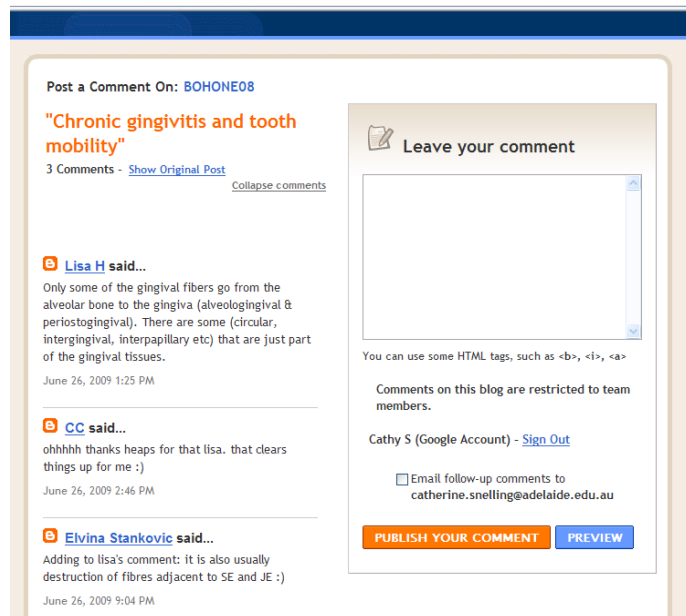 Post a Comment On: BOHONE08
"Chronic gingivitis and tooth
mobility"
3 Comments - Show Original Post
Collapse comments
Lisa H said...
Only some of the gingival fibers go from the
alveolar bone to the gingiva (alveologingival &
periostogingival). There are some (circular,
intergingival, interpapillary etc) that are just part
of the gingival tissues.
June 26, 2009 1:25 PM
CC said...
ohhhhh thanks heaps for that lisa. that clears
things up for me :)
June 26, 2009 2:46 PM
Elvina Stankovic said...
Adding to lisa's comment: it is also usually
destruction of fibres adjacent to SE and JE :)
June 26, 2009 9:04 PM
Leave your comment
You can use some HTML tags, such as <b>, <i>, <a>
Comments on this blog are restricted to team
members.
Cathy S (Google Account) - Sign Out
Email follow-up comments to
catherine.snelling@adelaide.edu.au
PUBLISH YOUR COMMENT
PREVIEW